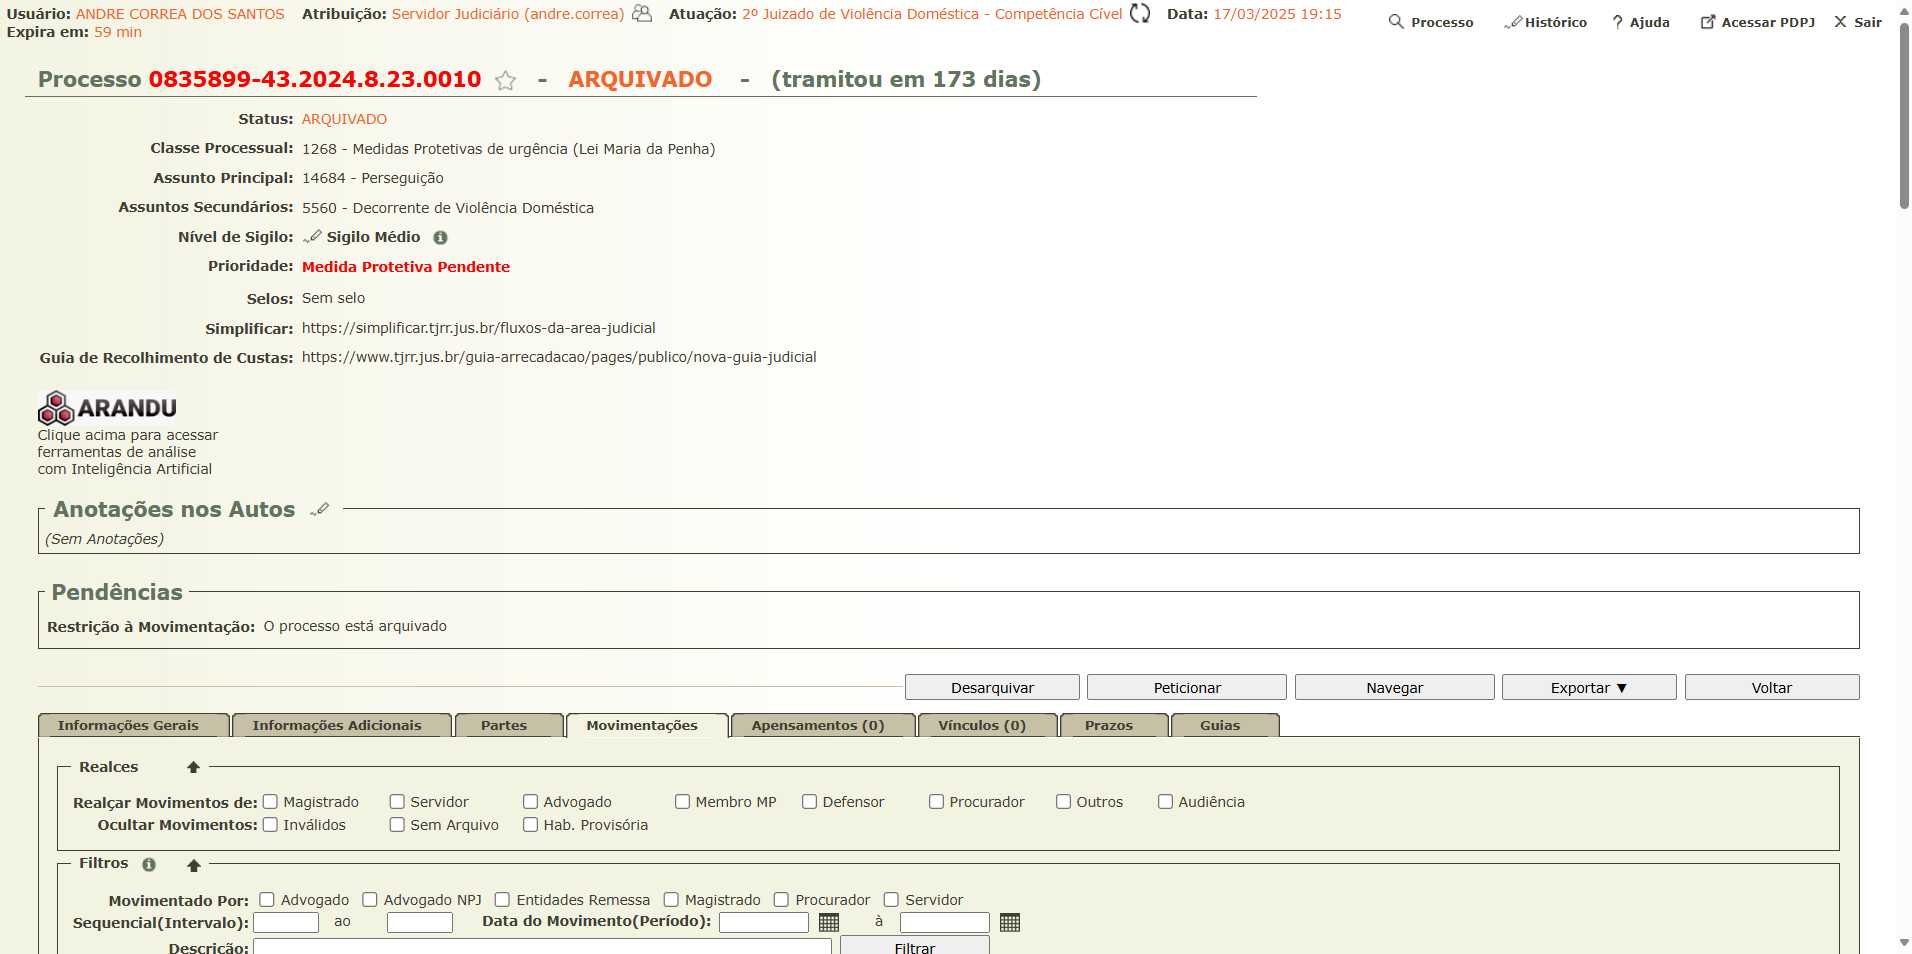 Usuário: ANDRE CORREA DOS SANTOS Atribuição: Servidor Judiciário (andre.correa) Atuação: 2º Juizado de Violência Doméstica - Competência Cível Data: 17/03/2025 19:15
Expira em: 59 min
Processo Histórico ? Ajuda Acessar PDPJ X Sair
Processo 0835899-43.2024.8.23.0010 - ARQUIVADO - (tramitou em 173 dias)
Status: ARQUIVADO
Classe Processual: 1268 - Medidas Protetivas de urgência (Lei Maria da Penha)
Assunto Principal: 14684 - Perseguição
Assuntos Secundários: 5560 - Decorrente de Violência Doméstica
Nível de Sigilo: Sigilo Médio
Prioridade: Medida Protetiva Pendente
Selos: Sem selo
Simplificar: https://simplificar.tjrr.jus.br/fluxos-da-area-judicial
Guia de Recolhimento de Custas: https://www.tjrr.jus.br/guia-arrecadacao/pages/publico/nova-guia-judicial
ARANDU
Clique acima para acessar
ferramentas de análise
com Inteligência Artificial
Anotações nos Autos
(Sem Anotações)
Pendências
Restrição à Movimentação: O processo está arquivado
Desarquivar Peticionar Navegar Exportar ▼ Voltar
Informações Gerais Informações Adicionais Partes Movimentações Apensamentos (0) Vínculos (0) Prazos Guias
Realces
Realçar Movimentos de: Magistrado Servidor Advogado Membro MP Defensor Procurador Outros Audiência
Ocultar Movimentos: Inválidos Sem Arquivo Hab. Provisória
Filtros
Movimentado Por: Advogado Advogado NPJ Entidades Remessa Magistrado Procurador Servidor
Sequencial(Intervalo): ao Data do Movimento(Período): à
Descrição: Filtrar